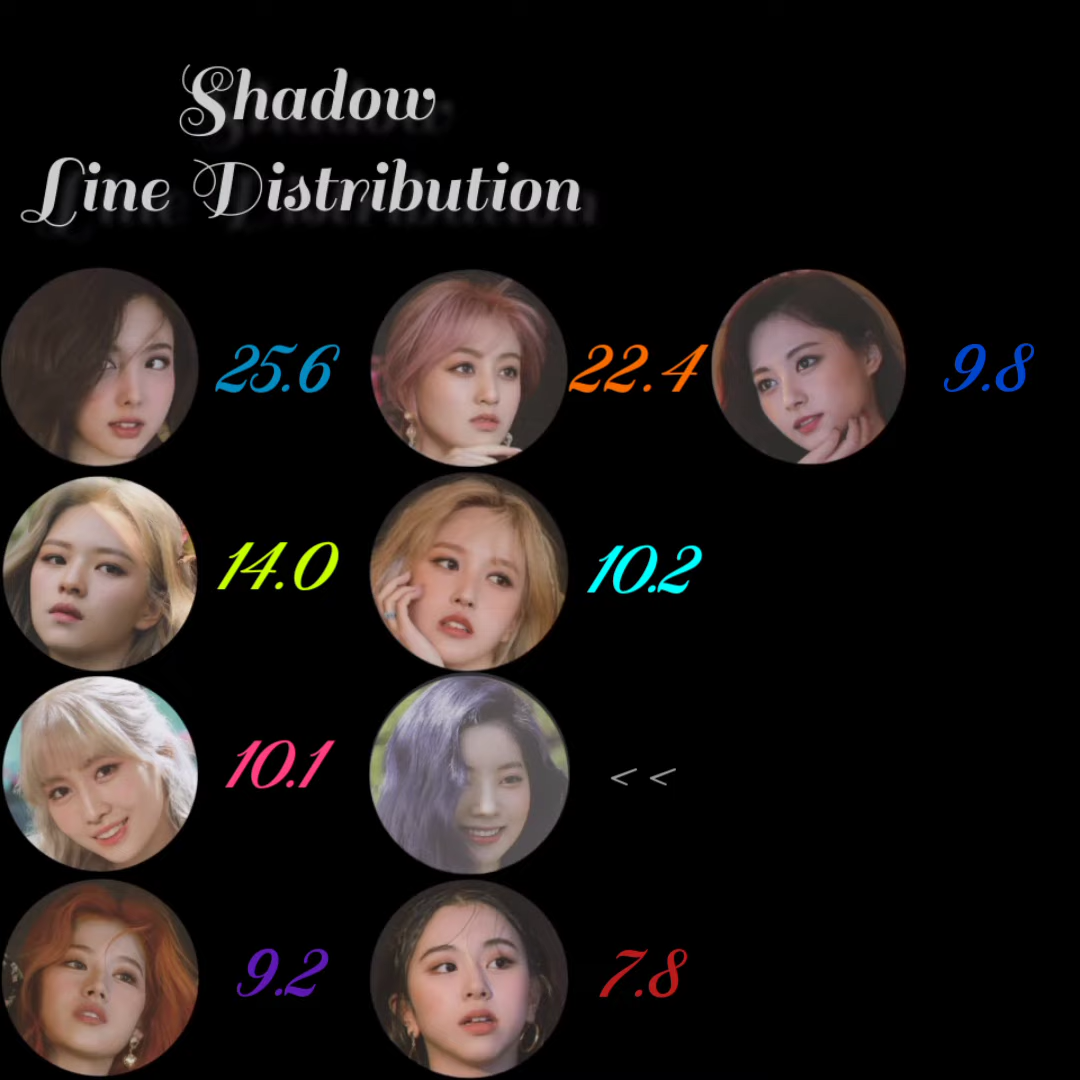 Shadow
Line Distribution
25.6 22.4 9.8
14.0 10.2
10.1 < <
9.2 7.8